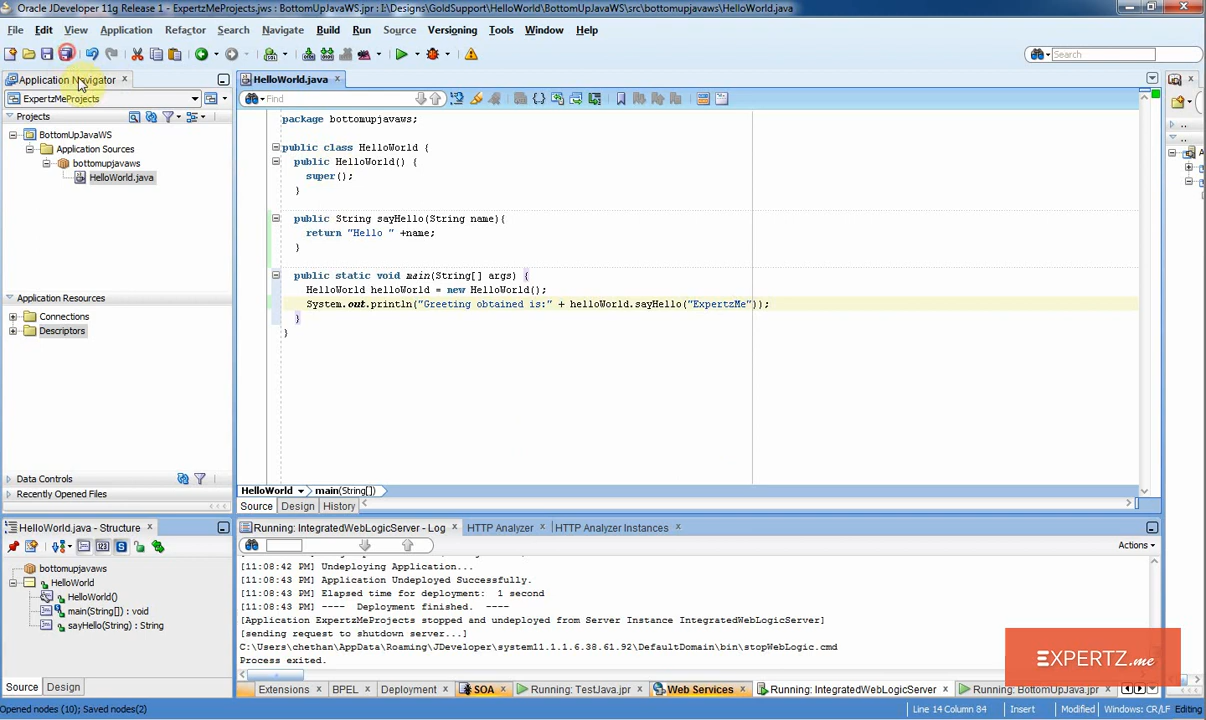 Oracle JDeveloper 11g Release 1 - ExpertzMeProjects.jws : BottomUpJavaWS.jpr : I:\Designs\GoldSupport\HelloWorld\BottomUpJavaWS\src\bottomupjavaws\HelloWorld.java
File Edit View Application Refactor Search Navigate Build Run Source Versioning Tools Window Help
Search
Application Navigator
HelloWorld.java
ExpertzMeProjects
Find
Projects
BottomUpJavaWS
Application Sources
bottomupjavaws
HelloWorld.java
package bottomupjavaws;
public class HelloWorld {
public HelloWorld() {
super();
}
public String sayHello(String name){
return "Hello " +name;
}
public static void main(String[] args) {
HelloWorld helloWorld = new HelloWorld();
System.out.println("Greeting obtained is:" + helloWorld.sayHello("ExpertzMe"));
}
}
Application Resources
Connections
Descriptors
Data Controls
Recently Opened Files
HelloWorld main(String[])
Source Design History
HelloWorld.java - Structure
bottomupjavaws
HelloWorld
HelloWorld()
main(String[]) : void
sayHello(String) : String
Source Design
Running: IntegratedWebLogicServer - Log HTTP Analyzer HTTP Analyzer Instances
Actions
[11:08:42 PM] Undeploying Application...
[11:08:43 PM] Application Undeployed Successfully.
[11:08:43 PM] Elapsed time for deployment: 1 second
[11:08:43 PM] ---- Deployment finished. ----
[Application ExpertzMeProjects stopped and undeployed from Server Instance IntegratedWebLogicServer]
[sending request to shutdown server...]
C:\Users\chethan\AppData\Roaming\JDeveloper\system11.1.1.6.38.61.92\DefaultDomain\bin\stopWebLogic.cmd
Process exited.
EXPERTZ.me
Extensions BPEL Deployment SOA Running: TestJava.jpr Web Services Running: IntegratedWebLogicServer Running: BottomUpJava.jpr
Opened nodes (10); Saved nodes(2) Line 14 Column 84 Insert Modified Windows: CR/LF Editing